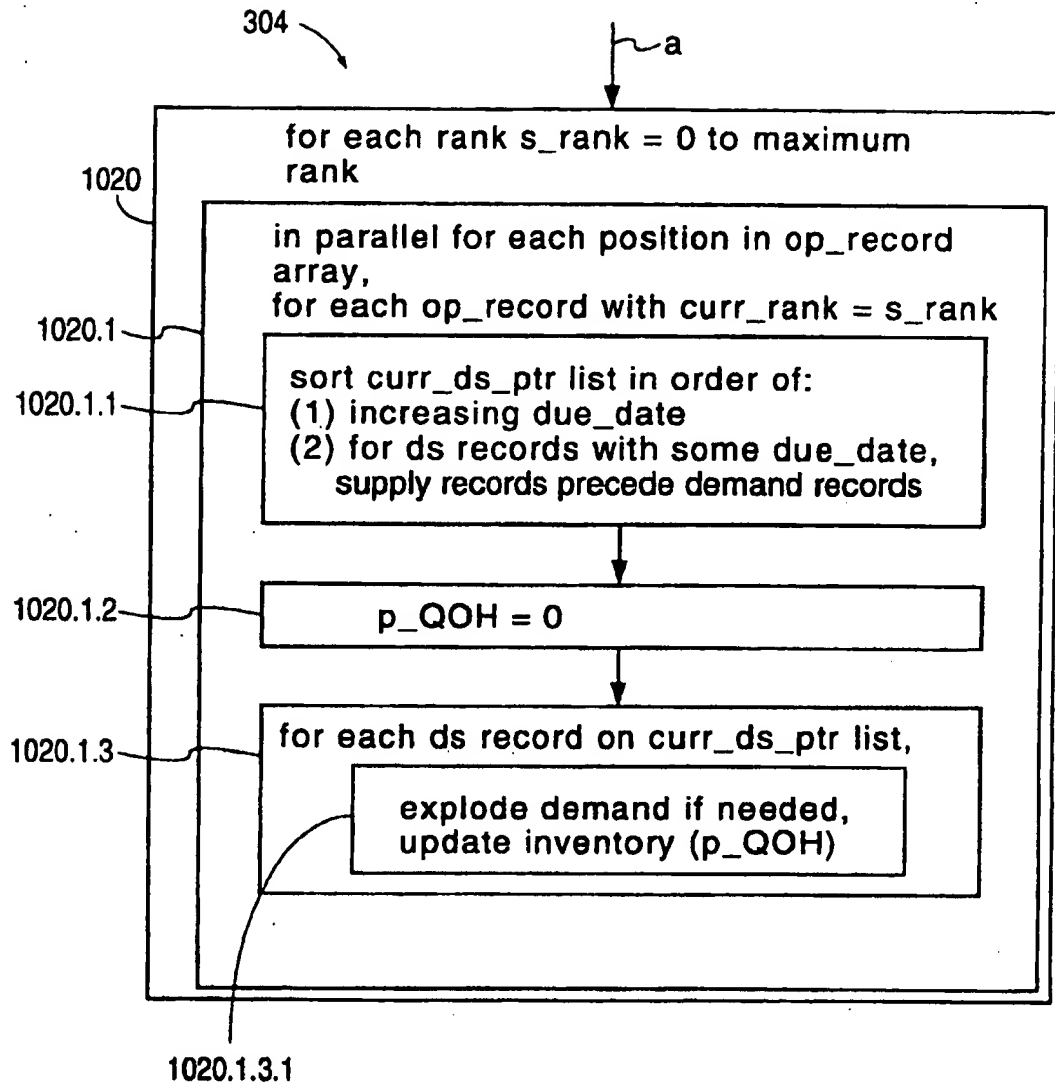 304
a
for each rank s_rank = 0 to maximum
rank
1020
in parallel for each position in op_record
array,
for each op_record with curr_rank = s_rank
1020.1
sort curr_ds_ptr list in order of:
1020.1.1
(1) increasing due_date
(2) for ds records with some due_date,
supply records precede demand records
1020.1.2
p_QOH = 0
1020.1.3
for each ds record on curr_ds_ptr list,
explode demand if needed,
update inventory (p_QOH)
1020.1.3.1